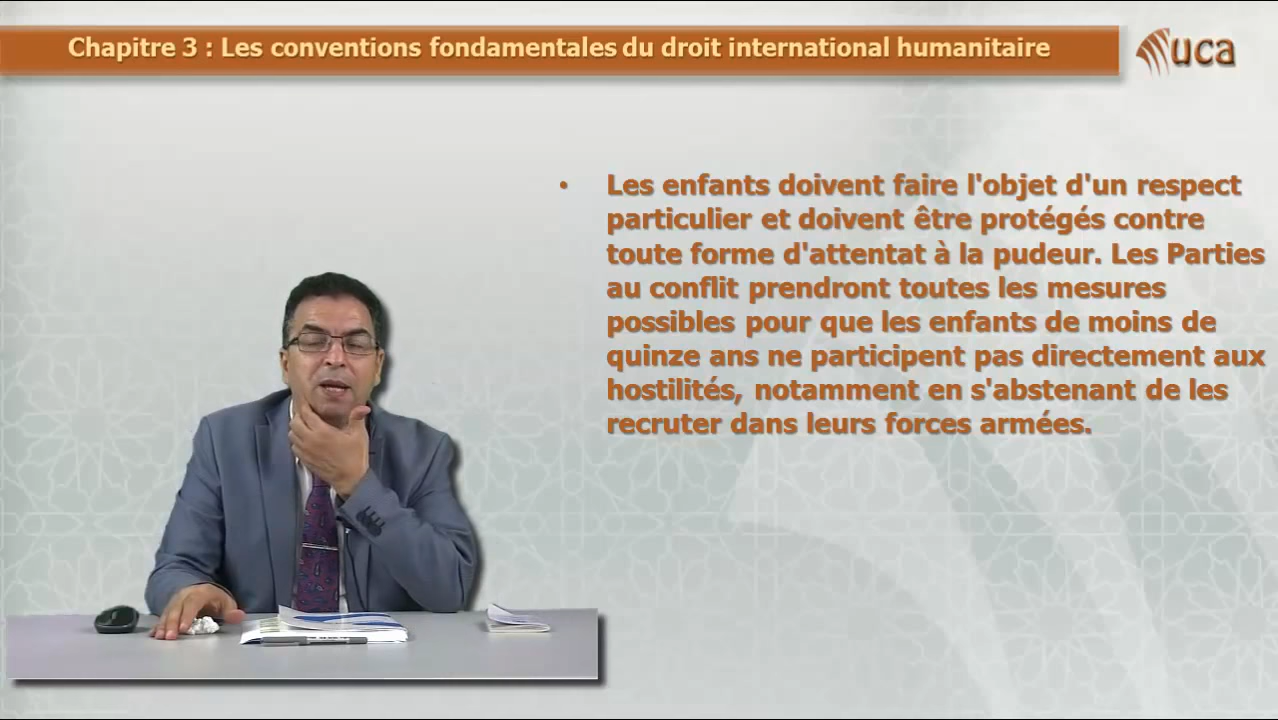 Chapitre 3 : Les conventions fondamentales du droit international humanitaire
uca
• Les enfants doivent faire l'objet d'un respect
particulier et doivent être protégés contre
toute forme d'attentat à la pudeur. Les Parties
au conflit prendront toutes les mesures
possibles pour que les enfants de moins de
quinze ans ne participent pas directement aux
hostilités, notamment en s'abstenant de les
recruter dans leurs forces armées.